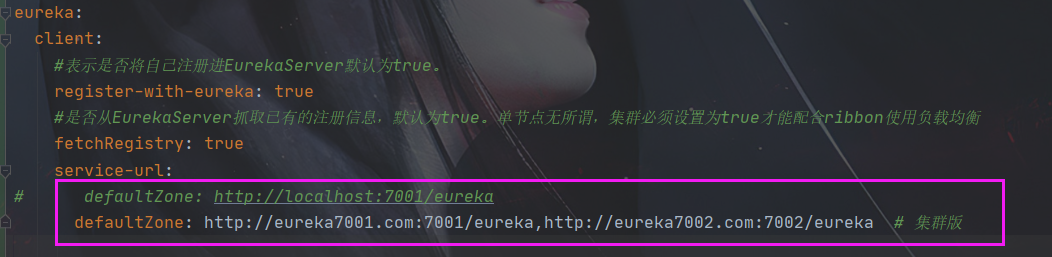 eureka:
client:
#表示是否将自己注册进EurekaServer默认为true。
register-with-eureka: true
#是否从EurekaServer抓取已有的注册信息，默认为true。单节点无所谓，集群必须设置为true才能配合ribbon使用负载均衡
fetchRegistry: true
service-url:
# defaultZone: http://localhost:7001/eureka
defaultZone: http://eureka7001.com:7001/eureka,http://eureka7002.com:7002/eureka # 集群版